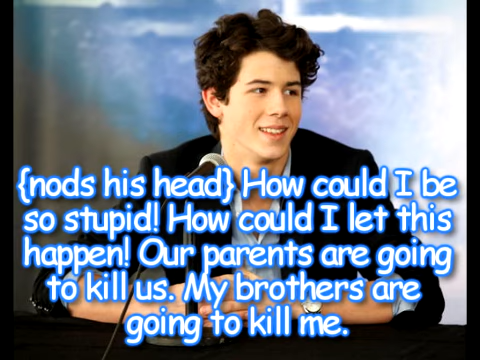 {nods his head} How could I be
so stupid! How could I let this
happen! Our parents are going
to kill us. My brothers are
going to kill me.